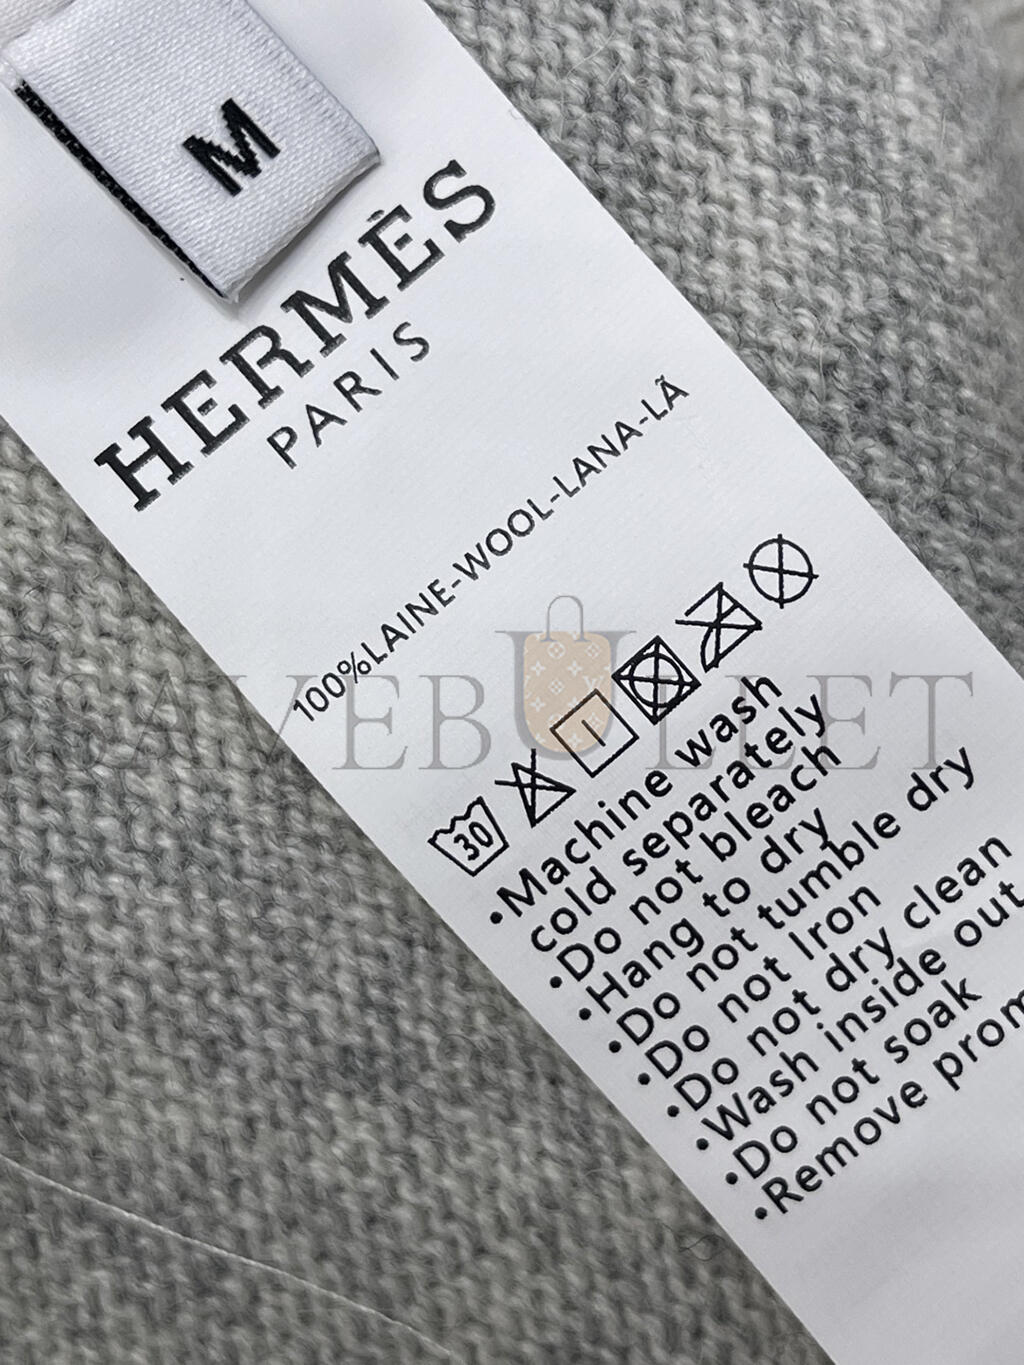 M
HERMÈS
PARIS
100%LAINE-WOOL-LANA-LÃ
30
SAVEBULLET
•Machine wash
cold separately
•Do not bleach
•Hang to dry
•Do not tumble dry
•Do not Iron
•Do not dry clean
•Wash inside out
•Do not soak
•Remove prom